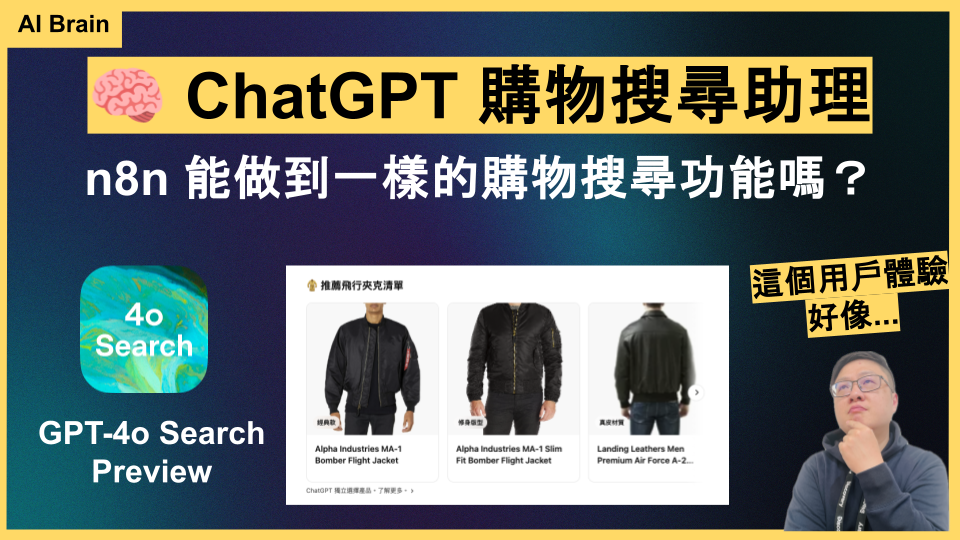 AI Brain
ChatGPT 購物搜尋助理
n8n 能做到一樣的購物搜尋功能嗎？
4o
Search
GPT-4o Search
Preview
推薦飛行夾克清單
經典款
修身版型
真皮材質
Alpha Industries MA-1
Bomber Flight Jacket
Alpha Industries MA-1 Slim
Fit Bomber Flight Jacket
Landing Leathers Men
Premium Air Force A-2...
ChatGPT 獨立選擇產品。了解更多。
這個用戶體驗
好像...